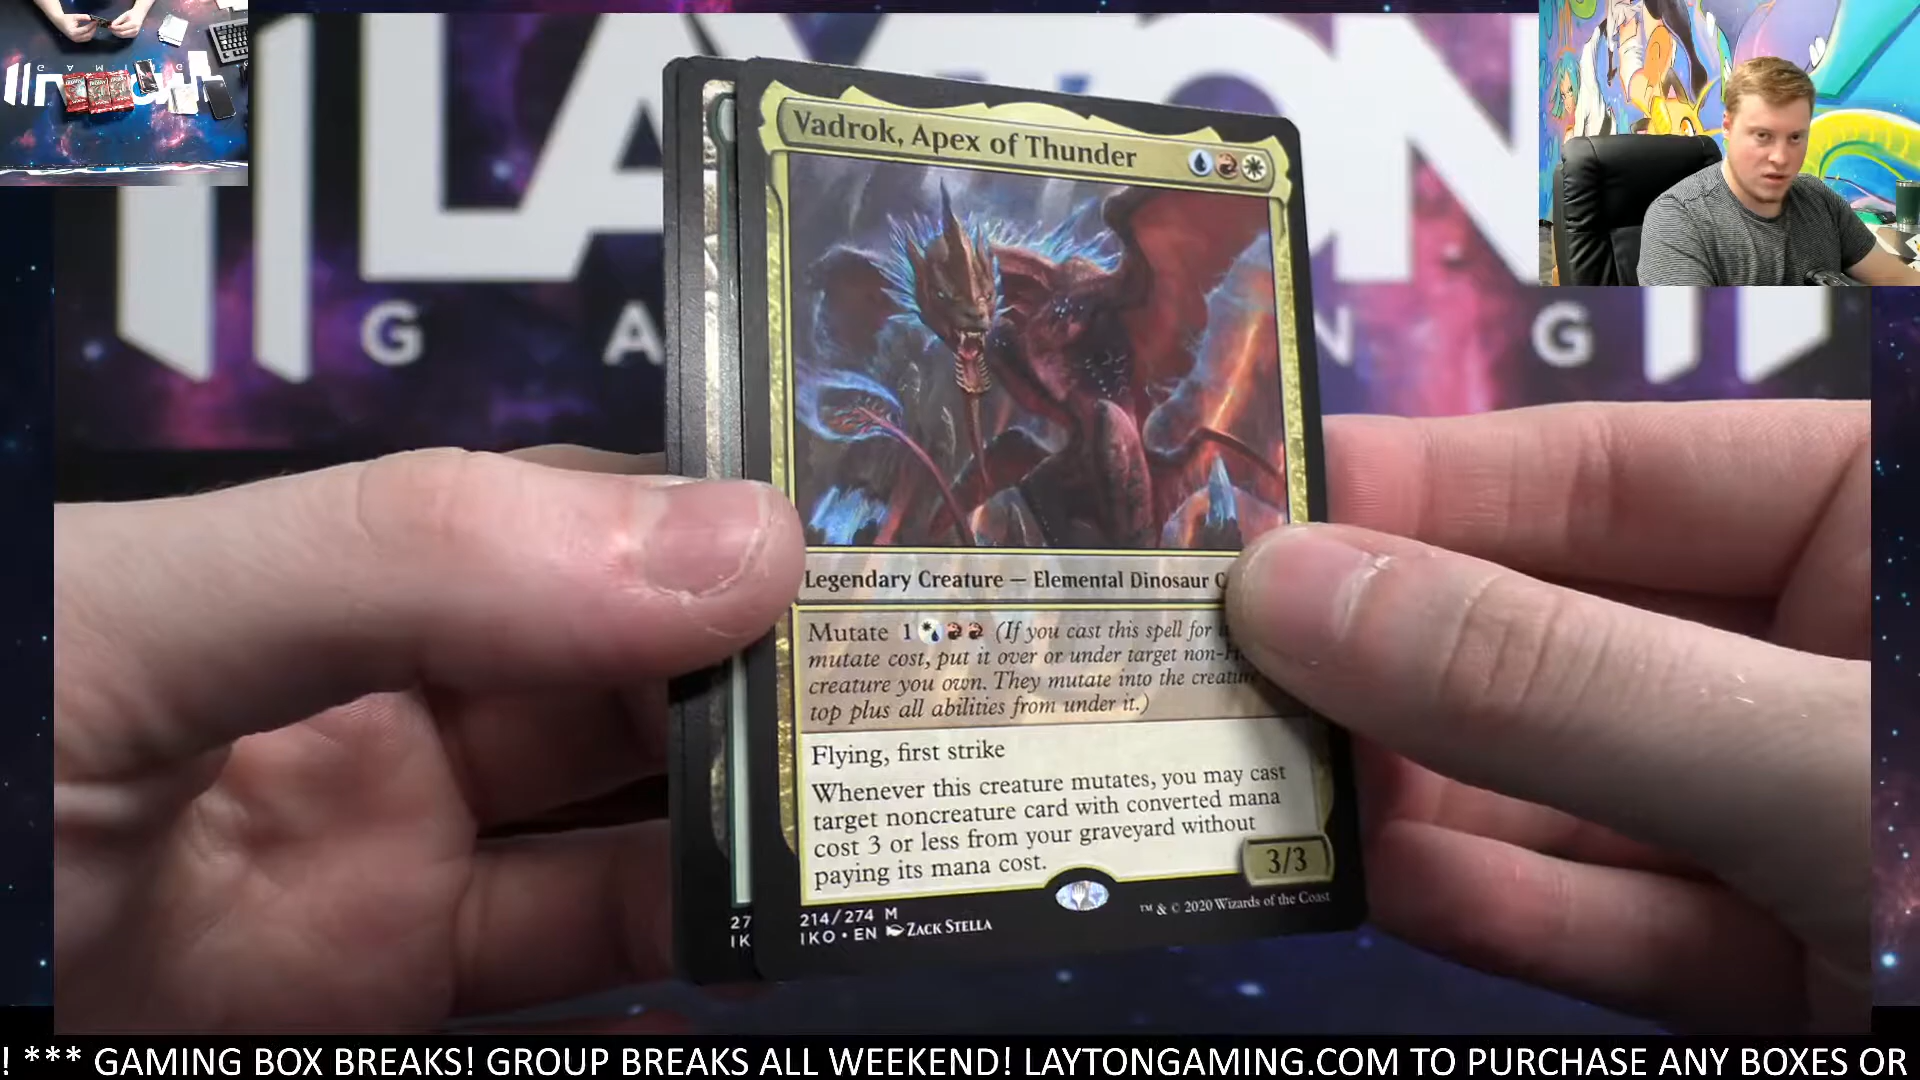 LAYTON
G A N G
Vadrok, Apex of Thunder
Legendary Creature — Elemental Dinosaur C
Mutate 1 (If you cast this spell for
mutate cost, put it over or under target non-
creature you own. They mutate into the creature
top plus all abilities from under it.)
Flying, first strike
Whenever this creature mutates, you may cast
target noncreature card with converted mana
cost 3 or less from your graveyard without
paying its mana cost.
3/3
27
IK
214/274 M
IKO • EN ZACK STELLA
™ & © 2020 Wizards of the Coast
! *** GAMING BOX BREAKS! GROUP BREAKS ALL WEEKEND! LAYTONGAMING.COM TO PURCHASE ANY BOXES OR